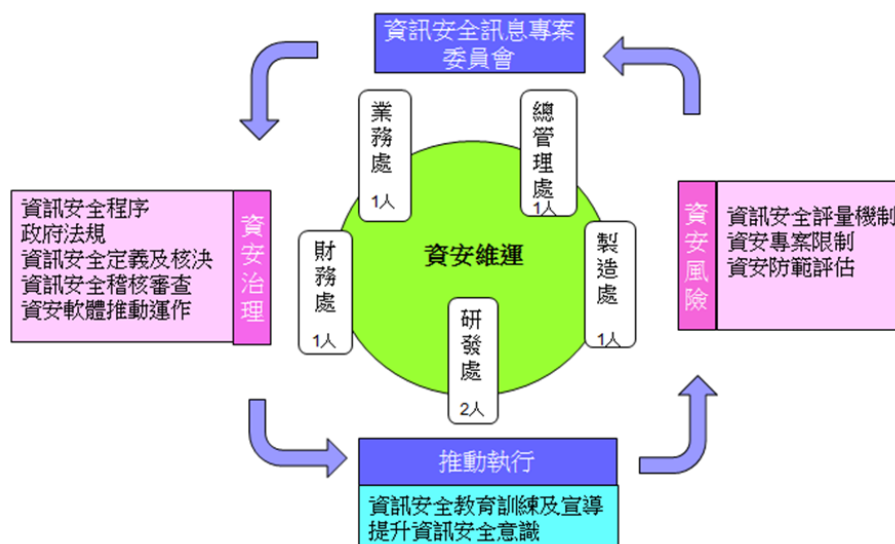 資訊安全訊息專案
委員會
業務處
1人
總管理處
1人
資訊安全程序
政府法規
資訊安全定義及核決
資訊安全稽核審查
資安軟體推動運作
資安治理
財務處
1人
資安維運
製造處
1人
研發處
2人
資安風險
資訊安全評量機制
資安專案限制
資安防範評估
推動執行
資訊安全教育訓練及宣導
提升資訊安全意識